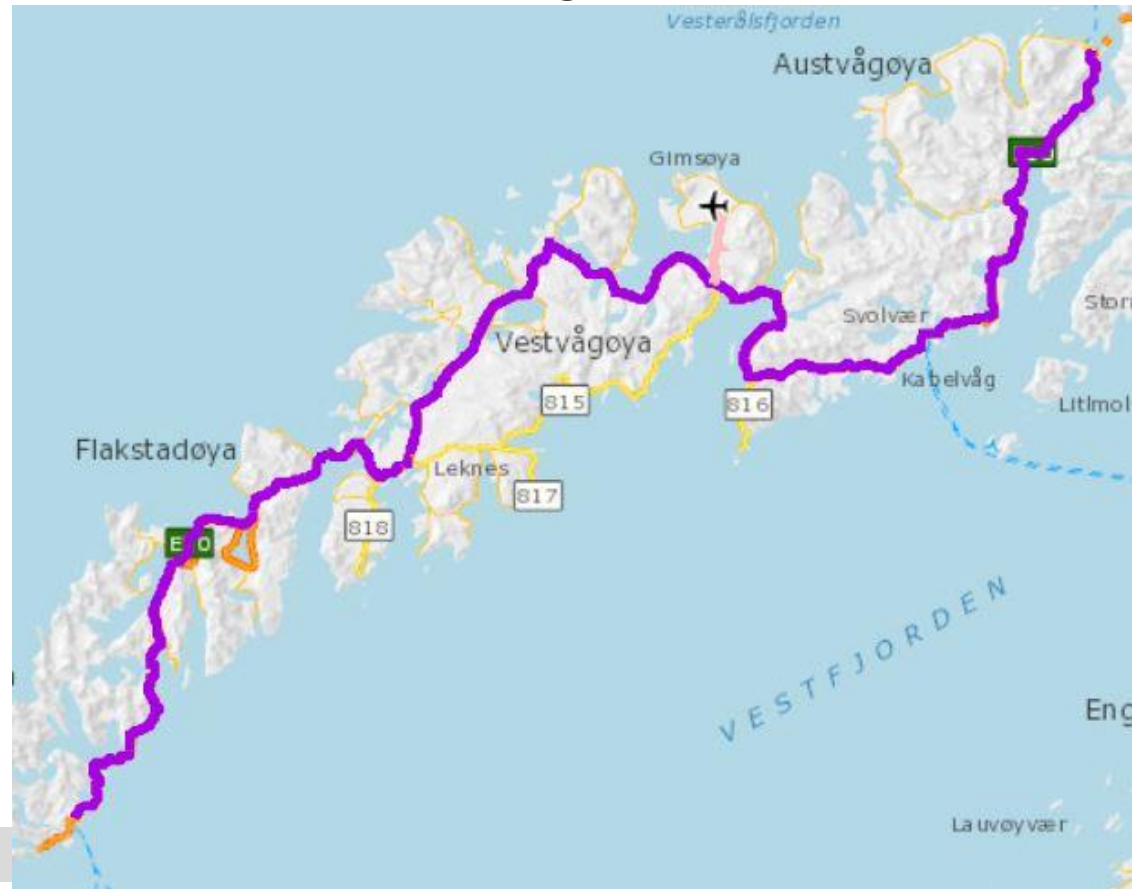 Vesterålsfjorden
Austvågøya
Gimsøya
Svolvær
Vestvågøya
Kabelvåg
815
816
Litlmol
Flakstadøya
Leknes
817
818
VESTFJORDEN
Eng
Lauvøyvær